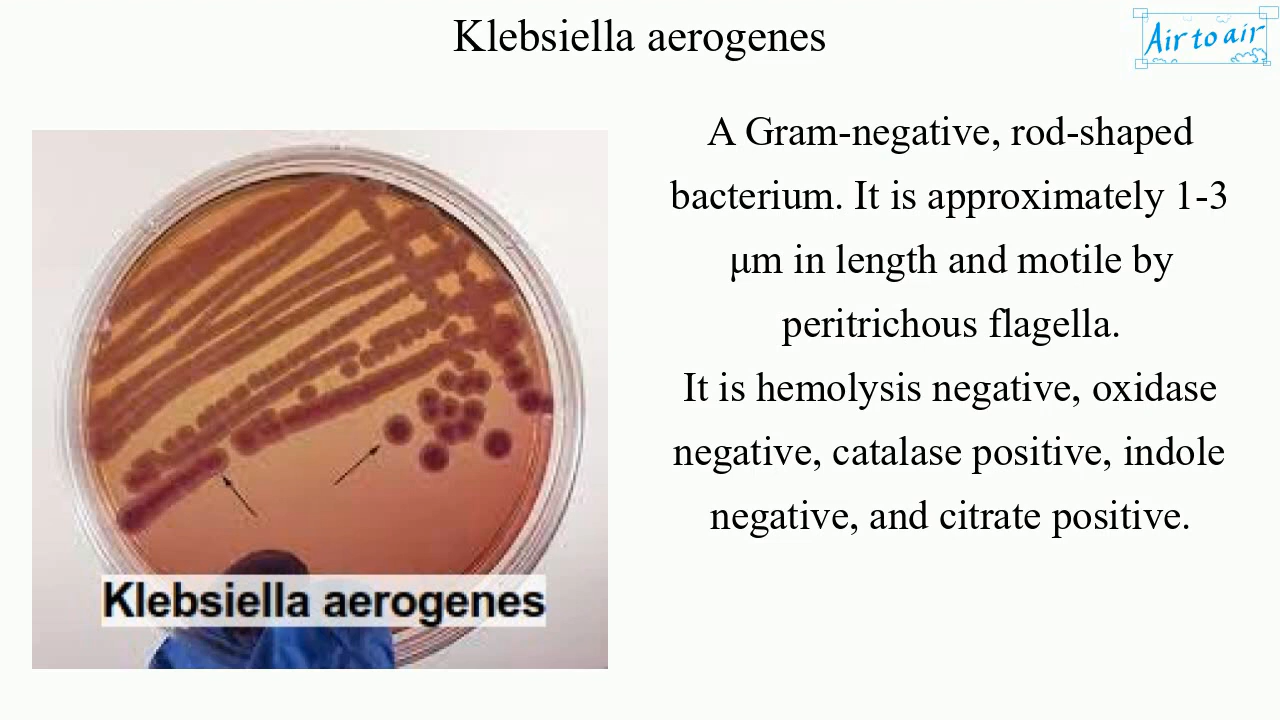 Klebsiella aerogenes
Air to air
A Gram-negative, rod-shaped
bacterium. It is approximately 1-3
μm in length and motile by
peritrichous flagella.
It is hemolysis negative, oxidase
negative, catalase positive, indole
negative, and citrate positive.
Klebsiella aerogenes